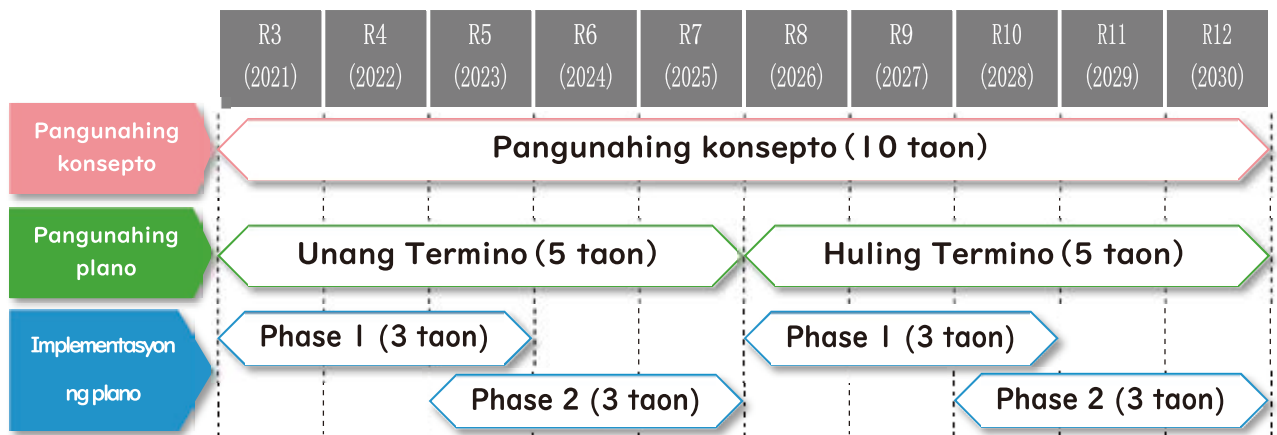 R3 R4 R5 R6 R7 R8 R9 R10 R11 R12
(2021) (2022) (2023) (2024) (2025) (2026) (2027) (2028) (2029) (2030)
Pangunahing
konsepto
Pangunahing konsepto (10 taon)
Pangunahing
plano
Unang Termino (5 taon)
Huling Termino (5 taon)
Implementasyon
ng plano
Phase 1 (3 taon)
Phase 1 (3 taon)
Phase 2 (3 taon)
Phase 2 (3 taon)